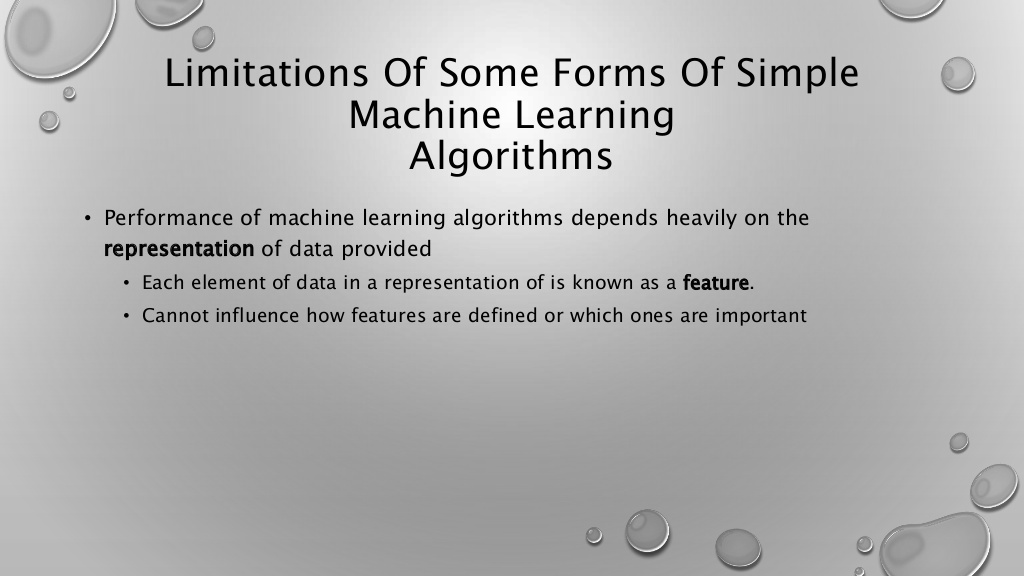 Limitations Of Some Forms Of Simple
Machine Learning
Algorithms
• Performance of machine learning algorithms depends heavily on the
representation of data provided
• Each element of data in a representation of is known as a feature.
• Cannot influence how features are defined or which ones are important